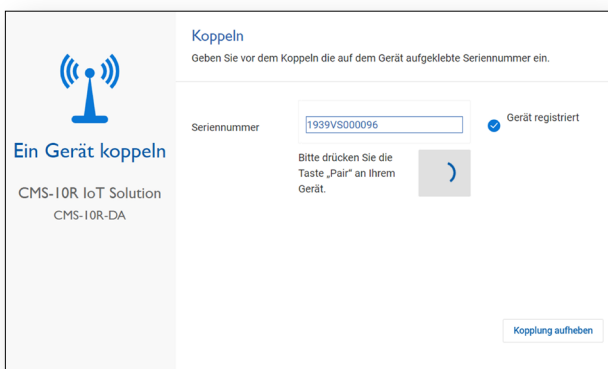 Koppeln
Geben Sie vor dem Koppeln die auf dem Gerät aufgeklebte Seriennummer ein.
Ein Gerät koppeln
CMS-10R IoT Solution
CMS-10R-DA
Seriennummer
1939VS000096
Gerät registriert
Bitte drücken Sie die
Taste „Pair“ an Ihrem
Gerät.
Kopplung aufheben